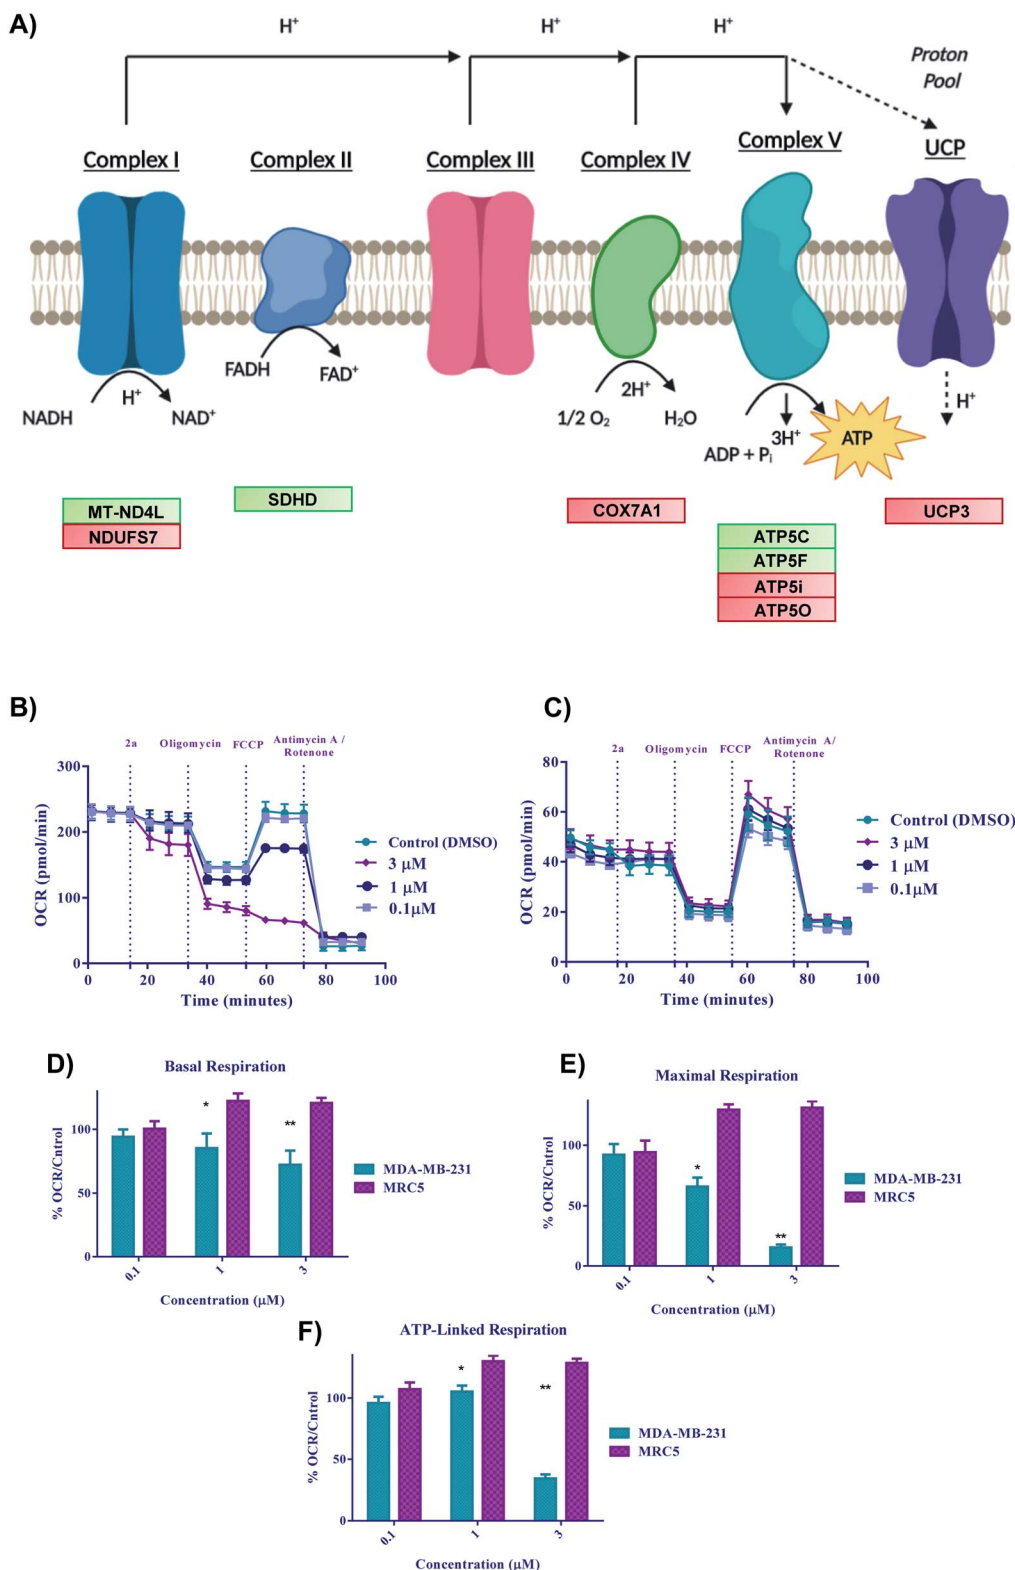 A)
H+ H+ H+
Proton
Pool
Complex I Complex II Complex III Complex IV Complex V UCP
NADH H+ NAD+
FADH FAD+
1/2 O2 2H+ H2O
ADP + Pi 3H+ ATP
H+
MT-ND4L
NDUFS7
SDHD
COX7A1
ATP5C
ATP5F
ATP5i
ATP5O
UCP3
B)
2a Oligomycin FCCP Antimycin A /
Rotenone
OCR (pmol/min)
300
200
100
0
0 20 40 60 80 100
Time (minutes)
Control (DMSO)
3 μM
1 μM
0.1μM
C)
2a Oligomycin FCCP Antimycin A/
Rotenone
OCR (pmol/min)
80
60
40
20
0
0 20 40 60 80 100
Time (minutes)
Control (DMSO)
3 μM
1 μM
0.1μM
D)
Basal Respiration
% OCR/Cntrol
100
50
0
* **
0.1 1 3
Concentration (μM)
MDA-MB-231
MRC5
E)
Maximal Respiration
% OCR/Cntrol
100
50
0
* **
0.1 1 3
Concentration (μM)
MDA-MB-231
MRC5
F)
ATP-Linked Respiration
% OCR/Cntrol
100
50
0
* **
0.1 1 3
Concentration (μM)
MDA-MB-231
MRC5